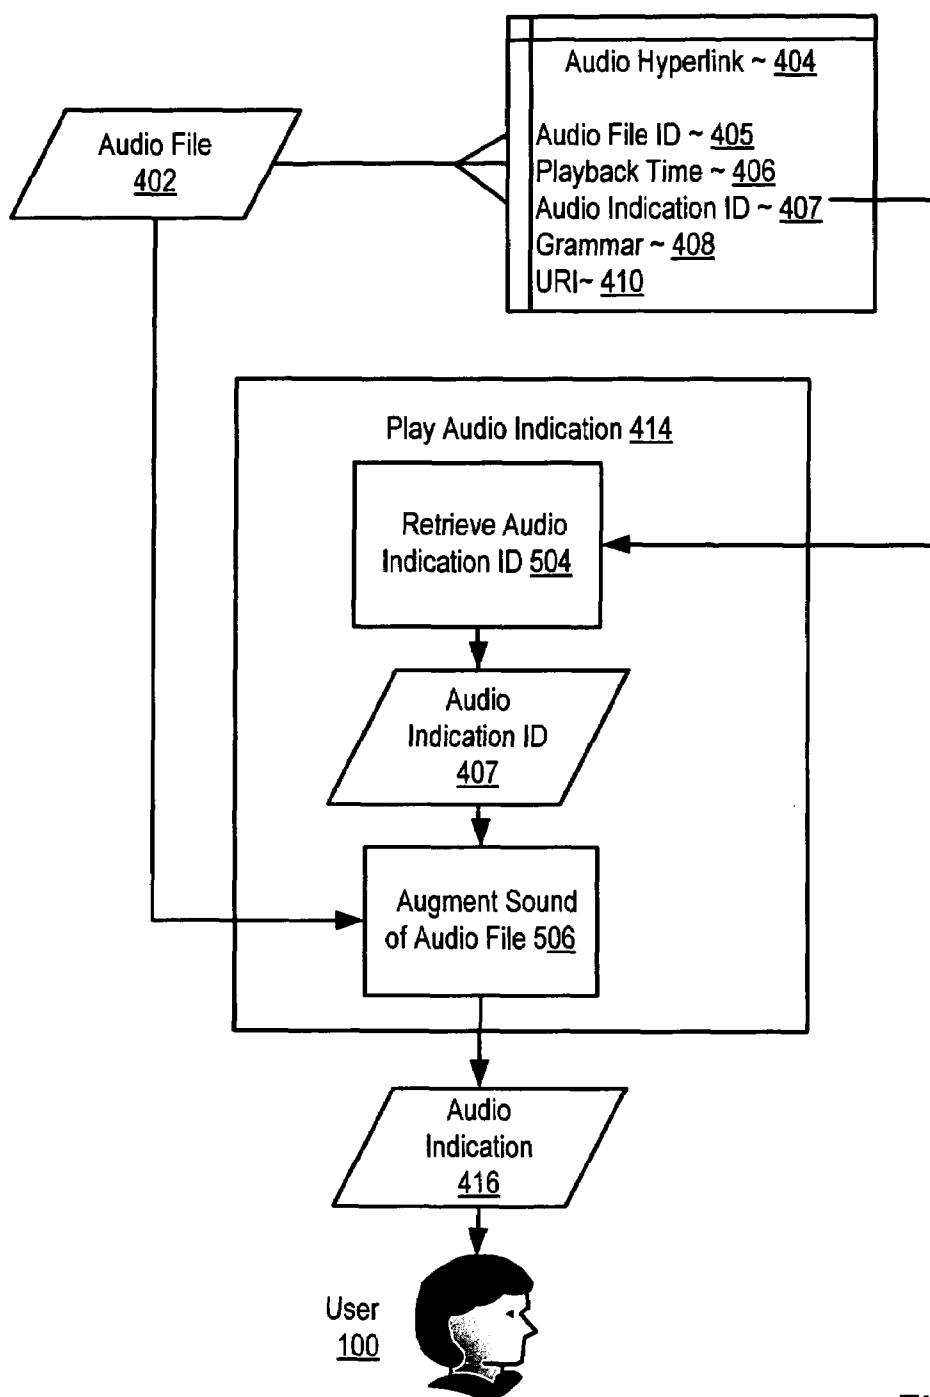 Audio Hyperlink ~ 404
Audio File
402
Audio File ID ~ 405
Playback Time ~ 406
Audio Indication ID ~ 407
Grammar ~ 408
URI~ 410
Play Audio Indication 414
Retrieve Audio
Indication ID 504
Audio
Indication ID
407
Augment Sound
of Audio File 506
Audio
Indication
416
User
100